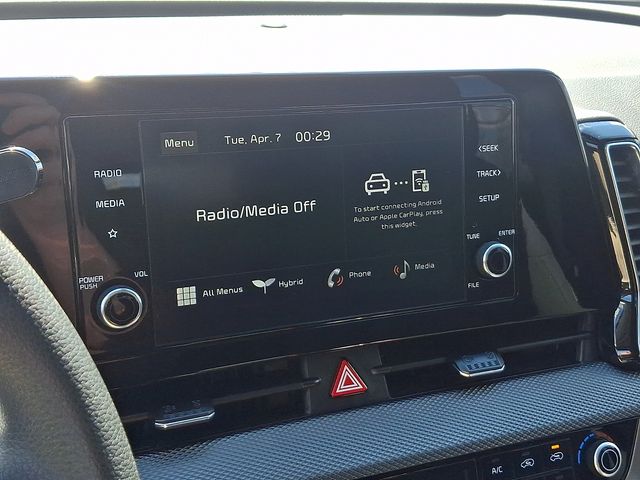 Menu
Tue, Apr. 7 00:29
<SEEK
RADIO
TRACK>
MEDIA
Radio/Media Off
To start connecting Android
Auto or Apple CarPlay, press
this widget.
SETUP
TUNE
ENTER
POWER
PUSH
VOL
All Menus
Hybrid
Phone
Media
FILE
A/C